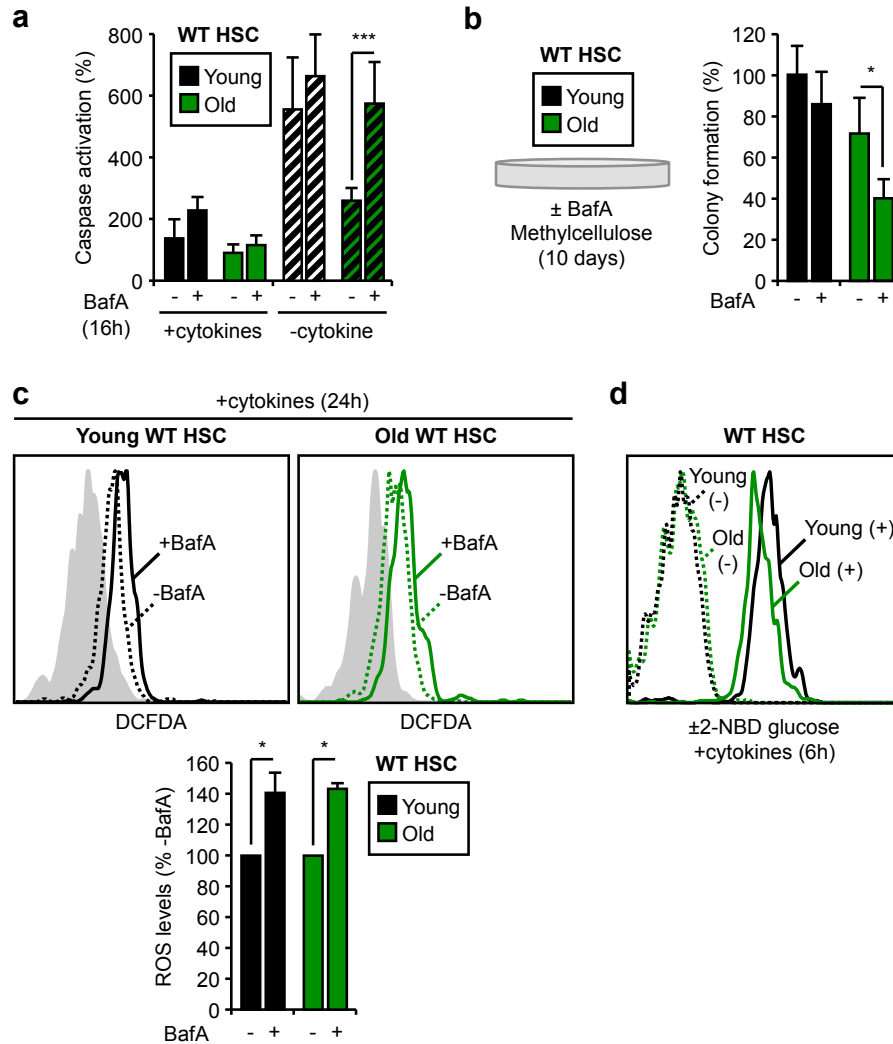 a
WT HSC
Young
Old
***
Caspase activation (%)
800
600
400
200
0
BafA
(16h)
- + - + - + - +
+cytokines -cytokine
b
WT HSC
Young
Old
± BafA
Methylcellulose
(10 days)
*
Colony formation (%)
120
100
80
60
40
20
0
BafA - + - +
c
+cytokines (24h)
Young WT HSC
Old WT HSC
+BafA
-BafA
+BafA
-BafA
DCFDA
DCFDA
WT HSC
Young
Old
* *
ROS levels (% -BafA)
160
140
120
100
80
60
40
20
0
BafA - + - +
d
WT HSC
Young
(-)
Old
(-)
Young (+)
Old (+)
±2-NBD glucose
+cytokines (6h)